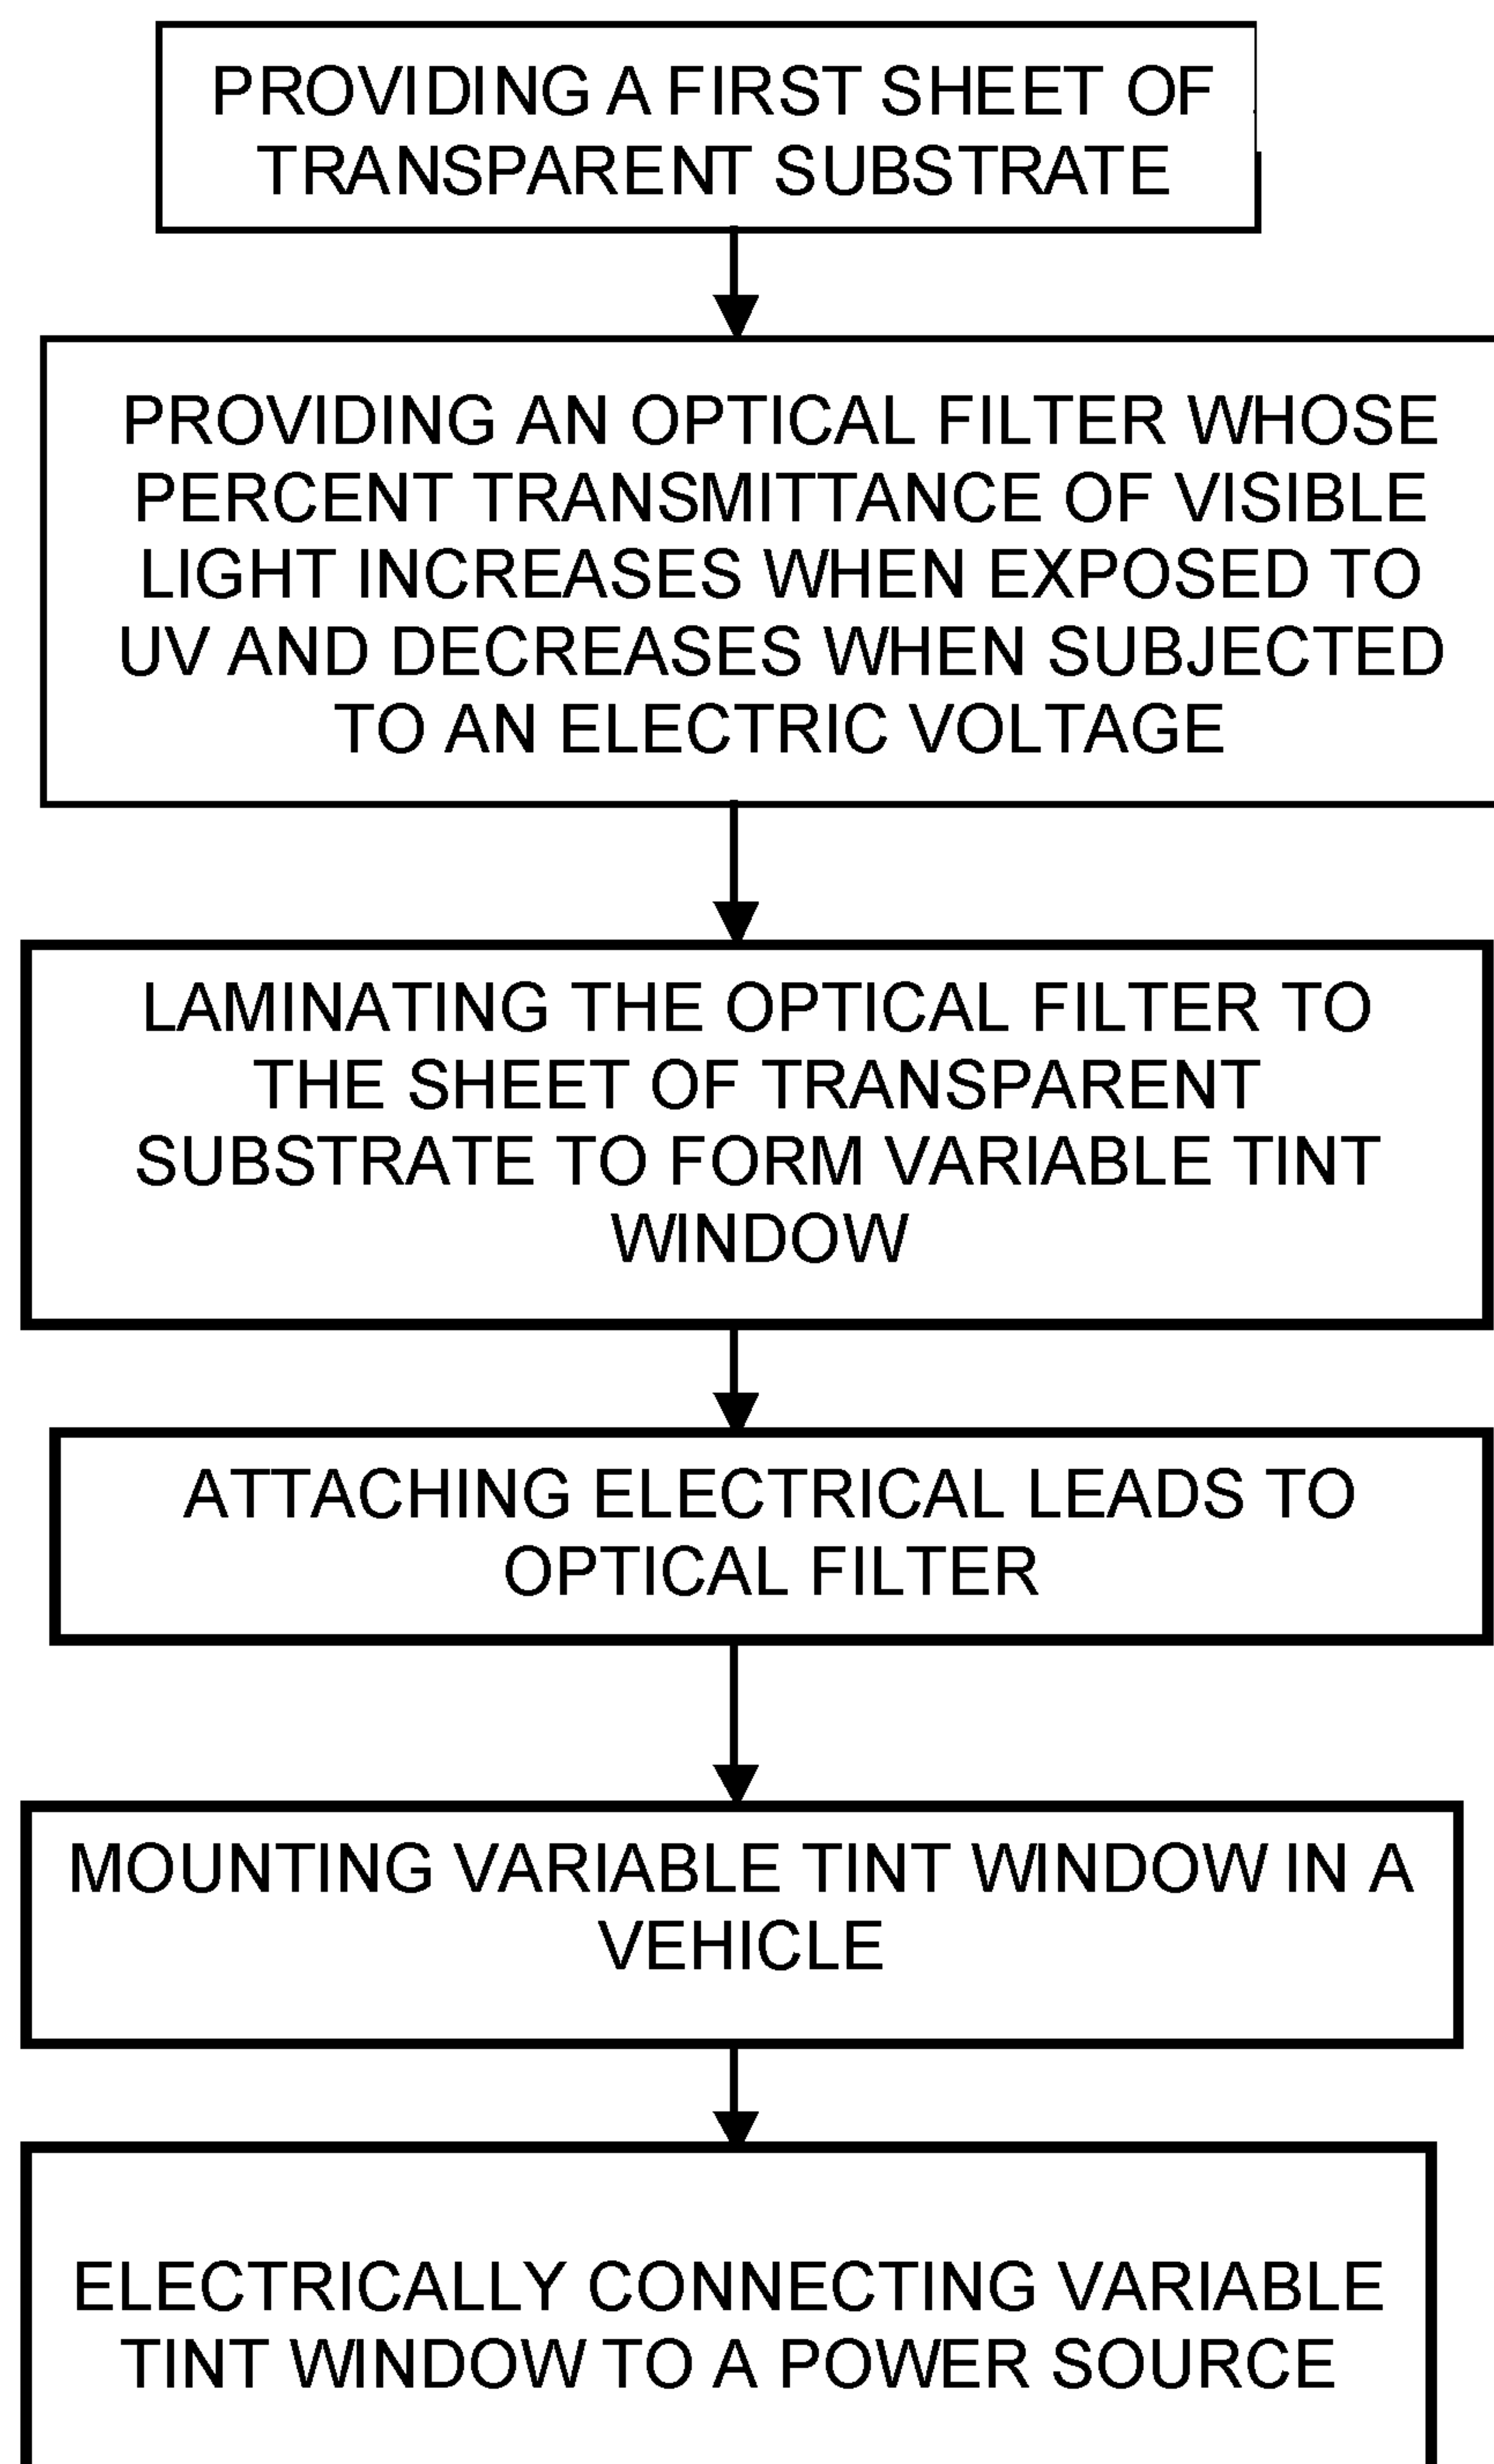 PROVIDING A FIRST SHEET OF
TRANSPARENT SUBSTRATE
PROVIDING AN OPTICAL FILTER WHOSE
PERCENT TRANSMITTANCE OF VISIBLE
LIGHT INCREASES WHEN EXPOSED TO
UV AND DECREASES WHEN SUBJECTED
TO AN ELECTRIC VOLTAGE
LAMINATING THE OPTICAL FILTER TO
THE SHEET OF TRANSPARENT
SUBSTRATE TO FORM VARIABLE TINT
WINDOW
ATTACHING ELECTRICAL LEADS TO
OPTICAL FILTER
MOUNTING VARIABLE TINT WINDOW IN A
VEHICLE
ELECTRICALLY CONNECTING VARIABLE
TINT WINDOW TO A POWER SOURCE